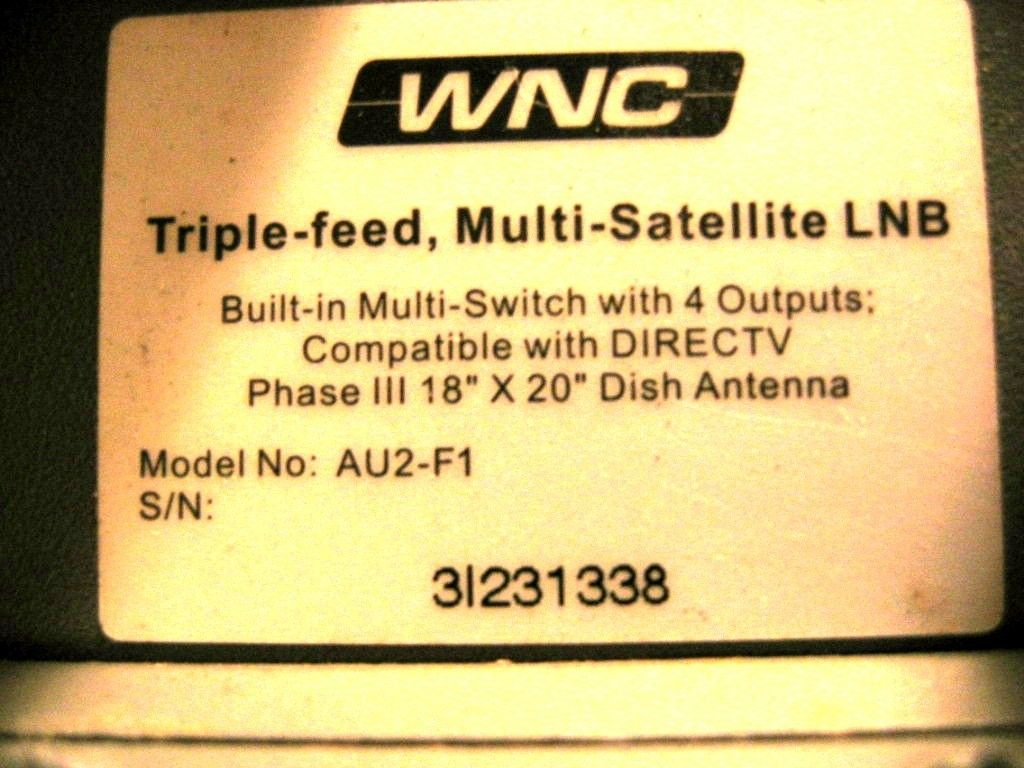 WNC
Triple-feed, Multi-Satellite LNB
Built-in Multi-Switch with 4 Outputs;
Compatible with DIRECTV
Phase III 18" X 20" Dish Antenna
Model No: AU2-F1
S/N:
3I231338